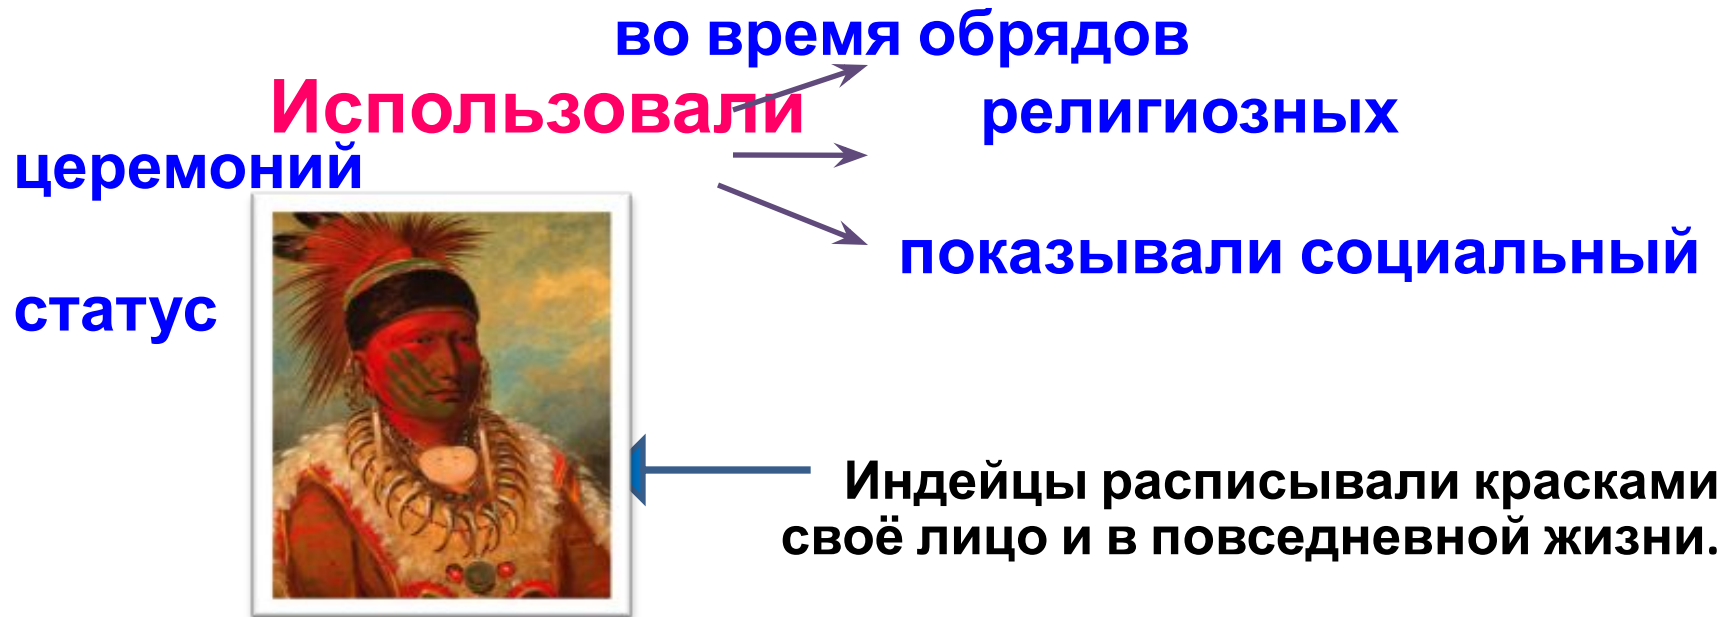 во время обрядов
Использовали религиозных
церемоний
показывали социальный
статус
Индейцы расписывали красками
своё лицо и в повседневной жизни.